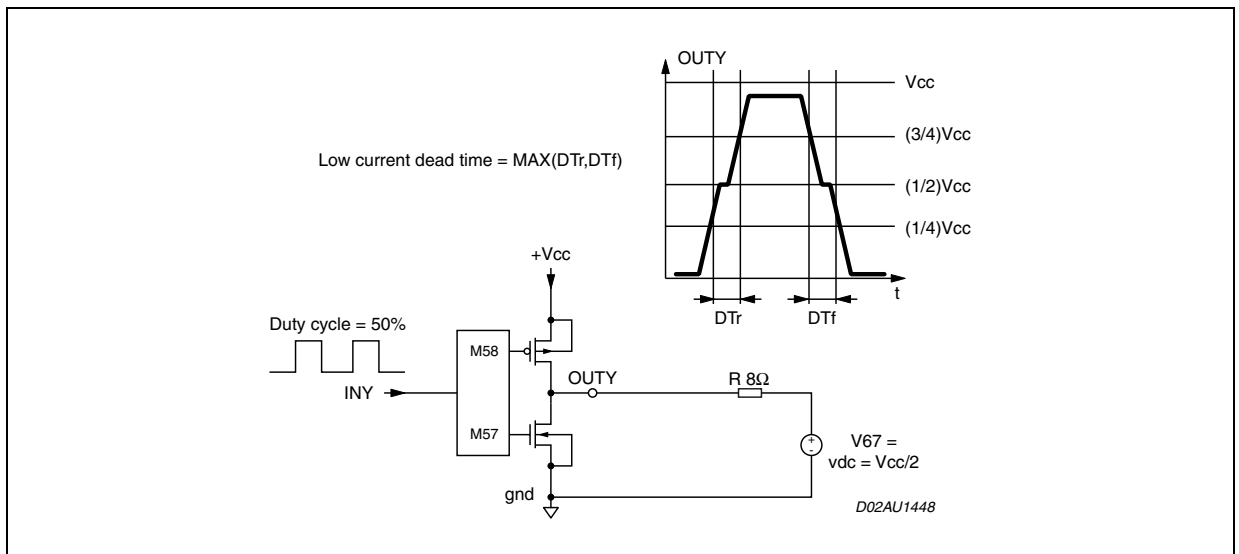 OUTY
Vcc
(3/4)Vcc
Low current dead time = MAX(DTr,DTf)
(1/2)Vcc
(1/4)Vcc
+Vcc
t
DTr
DTf
Duty cycle = 50%
M58
OUTY
R 8Ω
INY
M57
V67 =
vdc = Vcc/2
+
-
gnd
D02AU1448